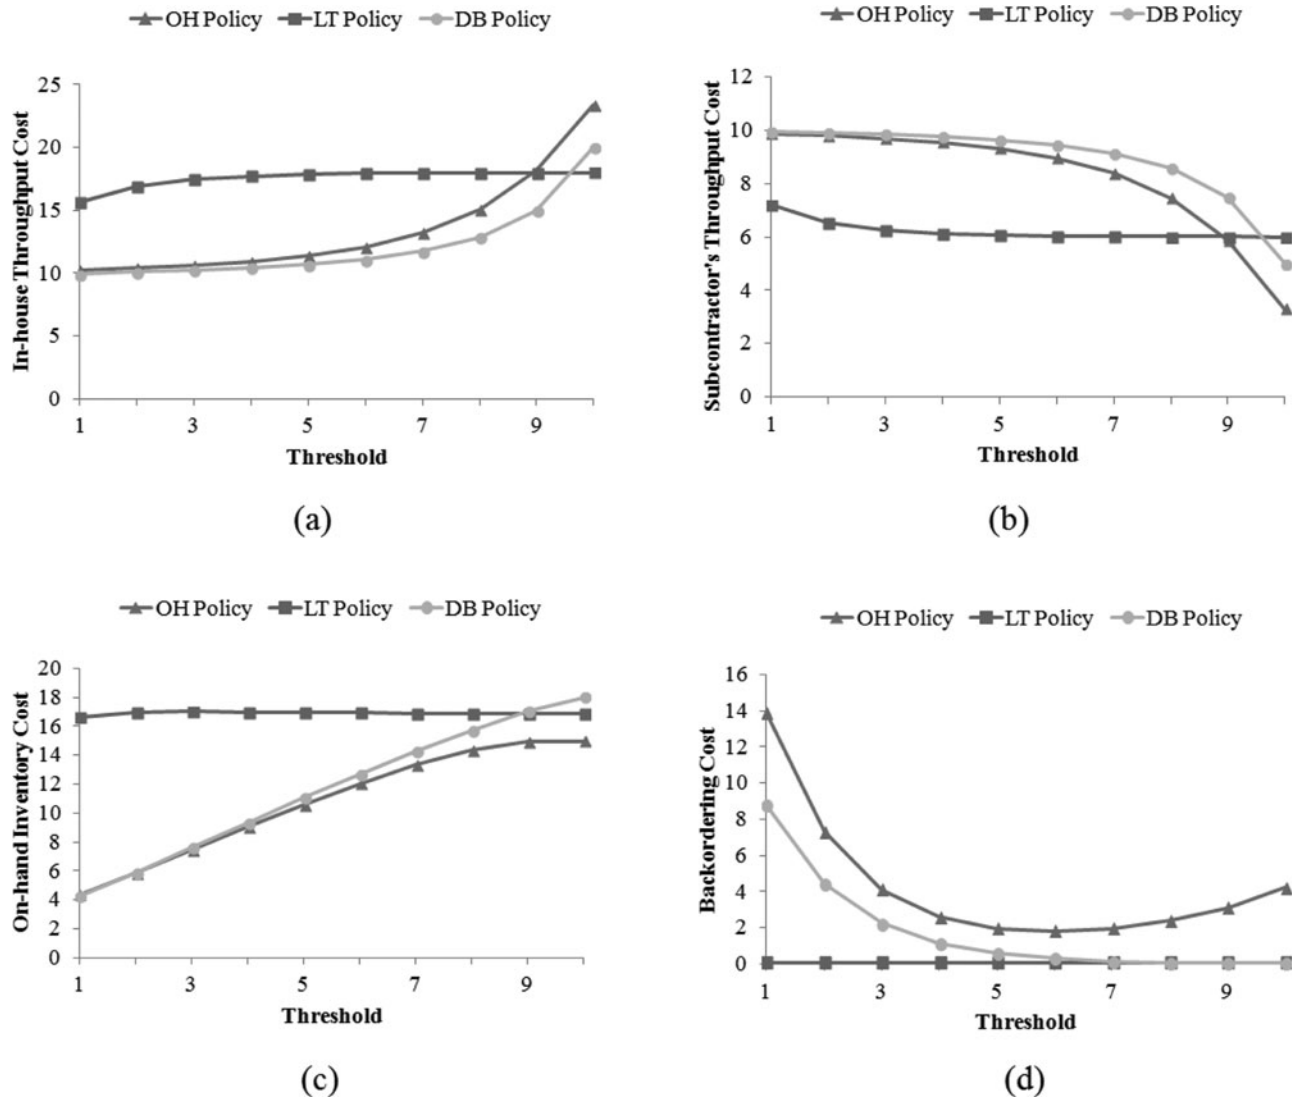 OH Policy LT Policy DB Policy
In-house Throughput Cost
25
20
15
10
5
0
1 3 5 7 9
Threshold
(a)
OH Policy LT Policy DB Policy
Subcontractor's Throughput Cost
12
10
8
6
4
2
0
1 3 5 7 9
Threshold
(b)
OH Policy LT Policy DB Policy
On-hand Inventory Cost
20
18
16
14
12
10
8
6
4
2
0
1 3 5 7 9
Threshold
(c)
OH Policy LT Policy DB Policy
Backordering Cost
16
14
12
10
8
6
4
2
0
1 3 5 7 9
Threshold
(d)